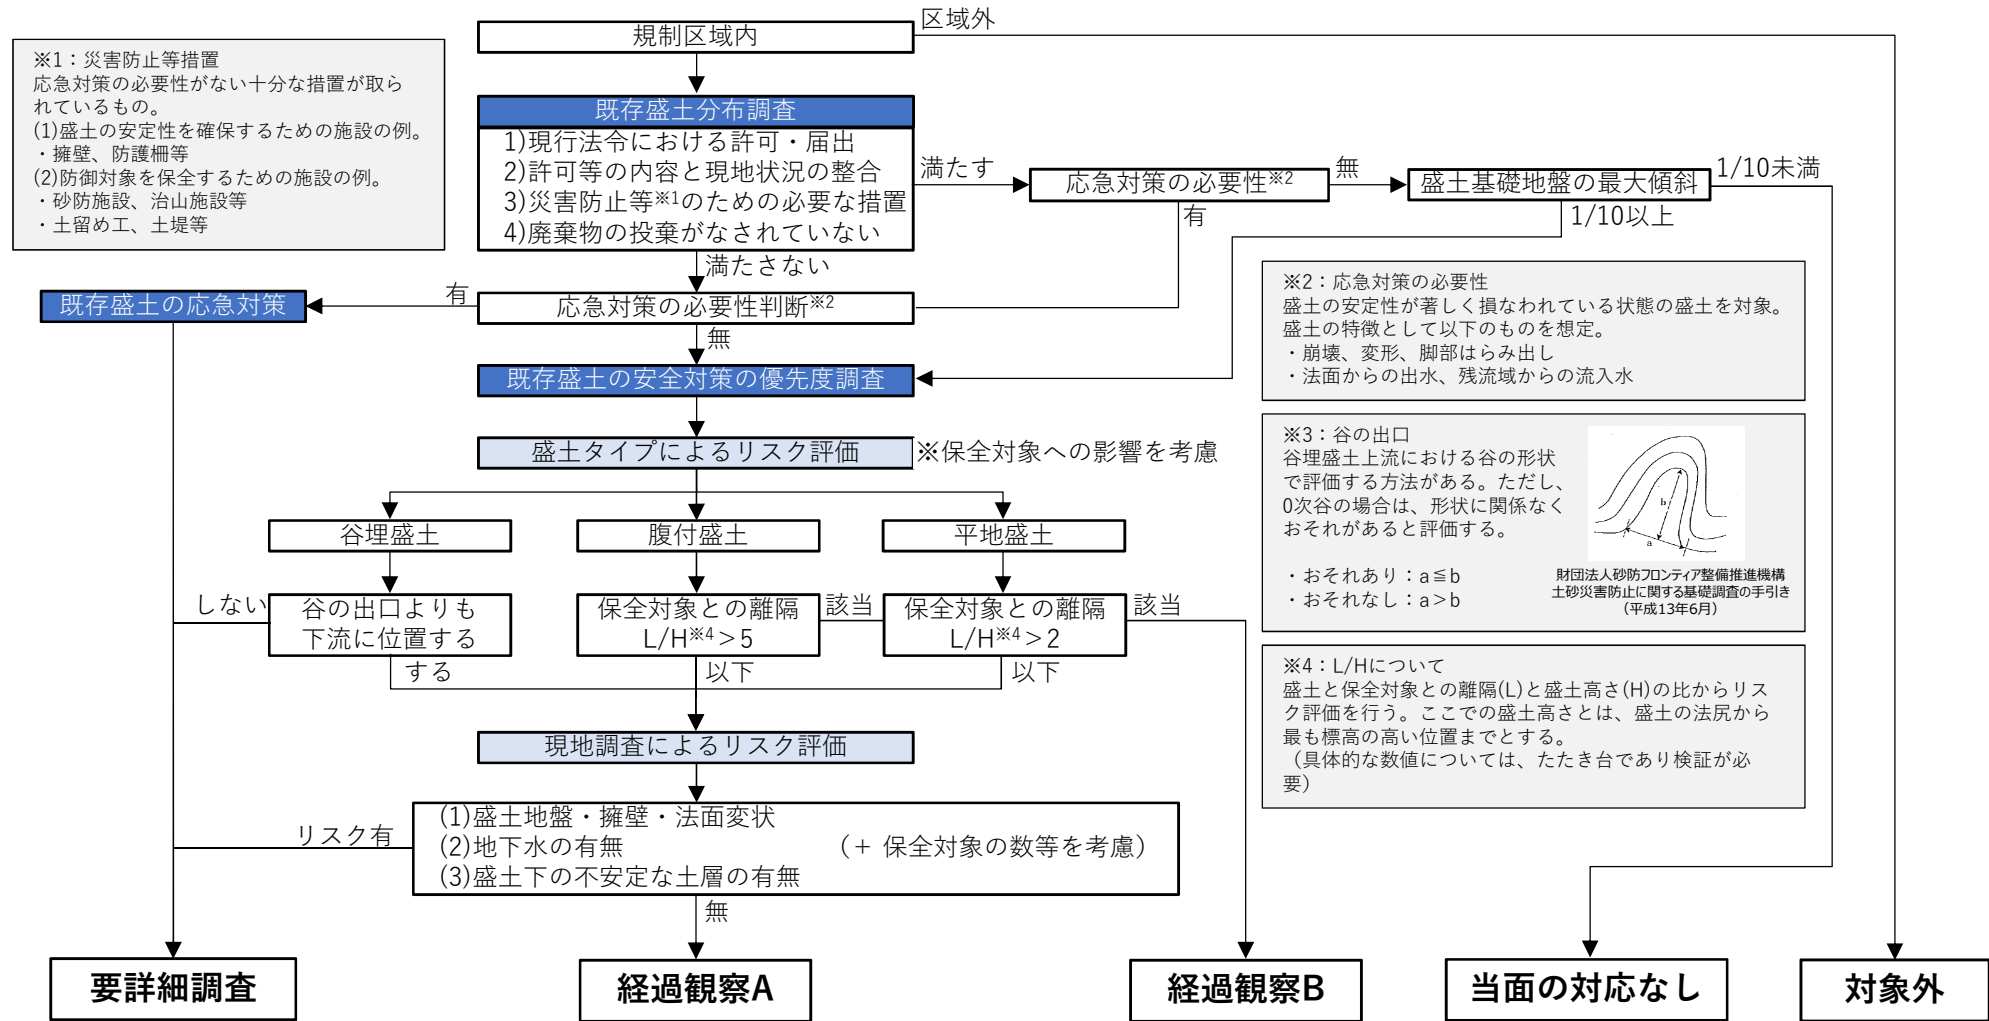 区域外
規制区域内
※1：災害防止等措置
応急対策の必要性がない十分な措置が取ら
れているもの。
(1)盛土の安定性を確保するための施設の例。
・擁壁、防護柵等
(2)防御対象を保全するための施設の例。
・砂防施設、治山施設等
・土留め工、土堤等
既存盛土分布調査
1)現行法令における許可・届出
2)許可等の内容と現地状況の整合
3)災害防止等※1のための必要な措置
4)廃棄物の投棄がなされていない
満たす
応急対策の必要性※2
無
盛土基礎地盤の最大傾斜
1/10未満
有
1/10以上
満たさない
既存盛土の応急対策
有
応急対策の必要性判断※2
無
既存盛土の安全対策の優先度調査
※2：応急対策の必要性
盛土の安定性が著しく損なわれている状態の盛土を対象。
盛土の特徴として以下のものを想定。
・崩壊、変形、脚部はらみ出し
・法面からの出水、残流域からの流入水
盛土タイプによるリスク評価
※保全対象への影響を考慮
※3：谷の出口
谷埋盛土上流における谷の形状
で評価する方法がある。ただし、
0次谷の場合は、形状に関係なく
おそれがあると評価する。
・おそれあり：a≦b
・おそれなし：a＞b
b
a
財団法人砂防フロンティア整備推進機構
土砂災害防止に関する基礎調査の手引き
（平成13年6月）
谷埋盛土
腹付盛土
平地盛土
しない
谷の出口よりも
下流に位置する
保全対象との離隔
L/H※4＞5
該当
保全対象との離隔
L/H※4＞2
該当
する
以下
以下
※4：L/Hについて
盛土と保全対象との離隔(L)と盛土高さ(H)の比からリス
ク評価を行う。ここでの盛土高さとは、盛土の法尻から
最も標高の高い位置までとする。
（具体的な数値については、たたき台であり検証が必
要）
現地調査によるリスク評価
リスク有
(1)盛土地盤・擁壁・法面変状
(2)地下水の有無
（+ 保全対象の数等を考慮）
(3)盛土下の不安定な土層の有無
無
要詳細調査
経過観察A
経過観察B
当面の対応なし
対象外